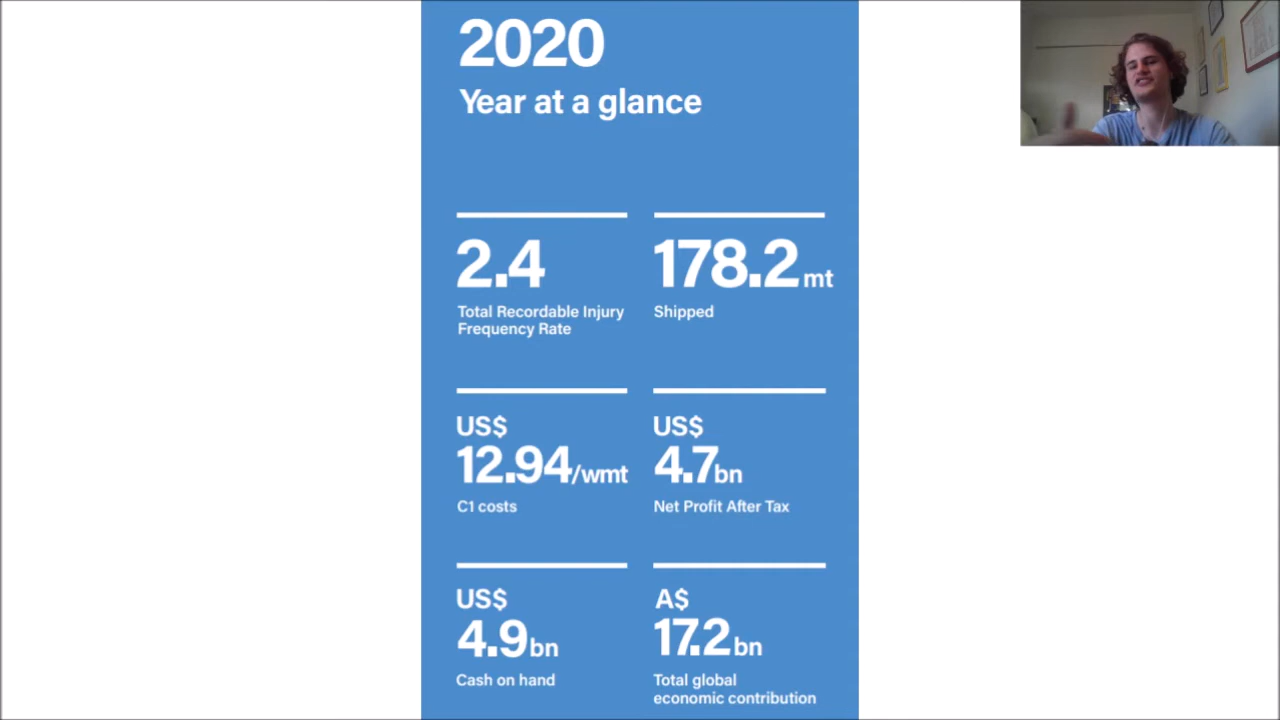 2020
Year at a glance
2.4
Total Recordable Injury
Frequency Rate
178.2 mt
Shipped
US$
12.94/wmt
C1 costs
US$
4.7bn
Net Profit After Tax
US$
4.9bn
Cash on hand
A$
17.2bn
Total global
economic contribution